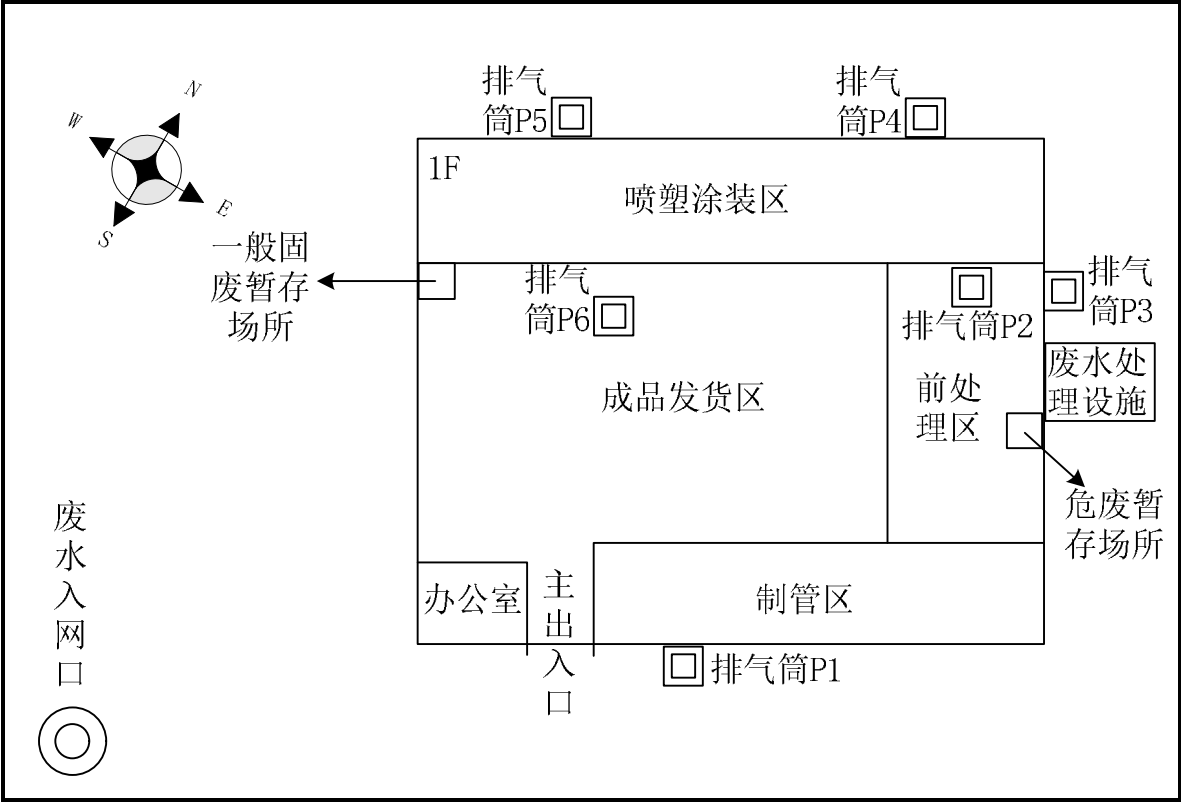 N
W
E
S
排气
筒P5
排气
筒P4
1F
喷塑涂装区
一般固
废暂存
场所
排气
筒P6
排气筒P2
排气
筒P3
废水处
理设施
成品发货区
前处
理区
危废暂
存场所
废
水
入
网
口
办公室
主
出
入
口
制管区
排气筒P1